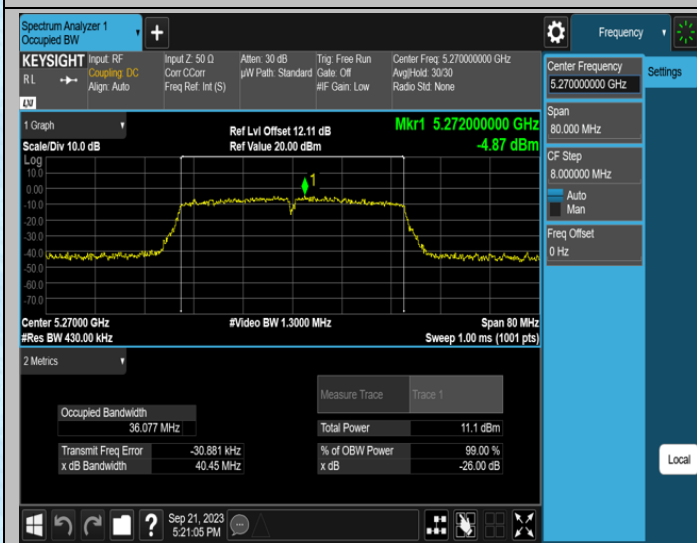 Spectrum Analyzer 1
Occupied BW
Frequency
KEYSIGHT
R L
Input: RF
Coupling: DC
Align: Auto
Input Z: 50 Ω
Corr CCorr
Freq Ref: Int (S)
Atten: 30 dB
µW Path: Standard
Trig: Free Run
Gate: Off
#IF Gain: Low
Center Freq: 5.270000000 GHz
Avg|Hold: 30/30
Radio Std: None
LXI
1 Graph
Scale/Div 10.0 dB
Ref Lvl Offset 12.11 dB
Ref Value 20.00 dBm
Mkr1 5.272000000 GHz
-4.87 dBm
Log
10.0
0.00
-10.0
-20.0
-30.0
-40.0
-50.0
-60.0
-70.0
1
Center 5.27000 GHz
#Res BW 430.00 kHz
#Video BW 1.3000 MHz
Span 80 MHz
Sweep 1.00 ms (1001 pts)
2 Metrics
Measure Trace
Trace 1
Occupied Bandwidth
36.077 MHz
Total Power
11.1 dBm
Transmit Freq Error
-30.881 kHz
% of OBW Power
99.00 %
x dB Bandwidth
40.45 MHz
x dB
-26.00 dB
Center Frequency
5.270000000 GHz
Settings
Span
80.000 MHz
CF Step
8.000000 MHz
Auto
Man
Freq Offset
0 Hz
Local
?
Sep 21, 2023
5:21:05 PM